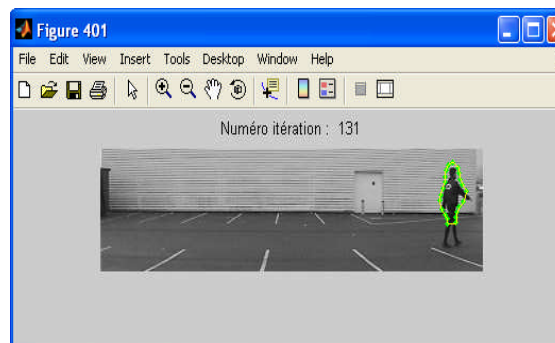 Figure 401
File Edit View Insert Tools Desktop Window Help
Numéro itération : 131